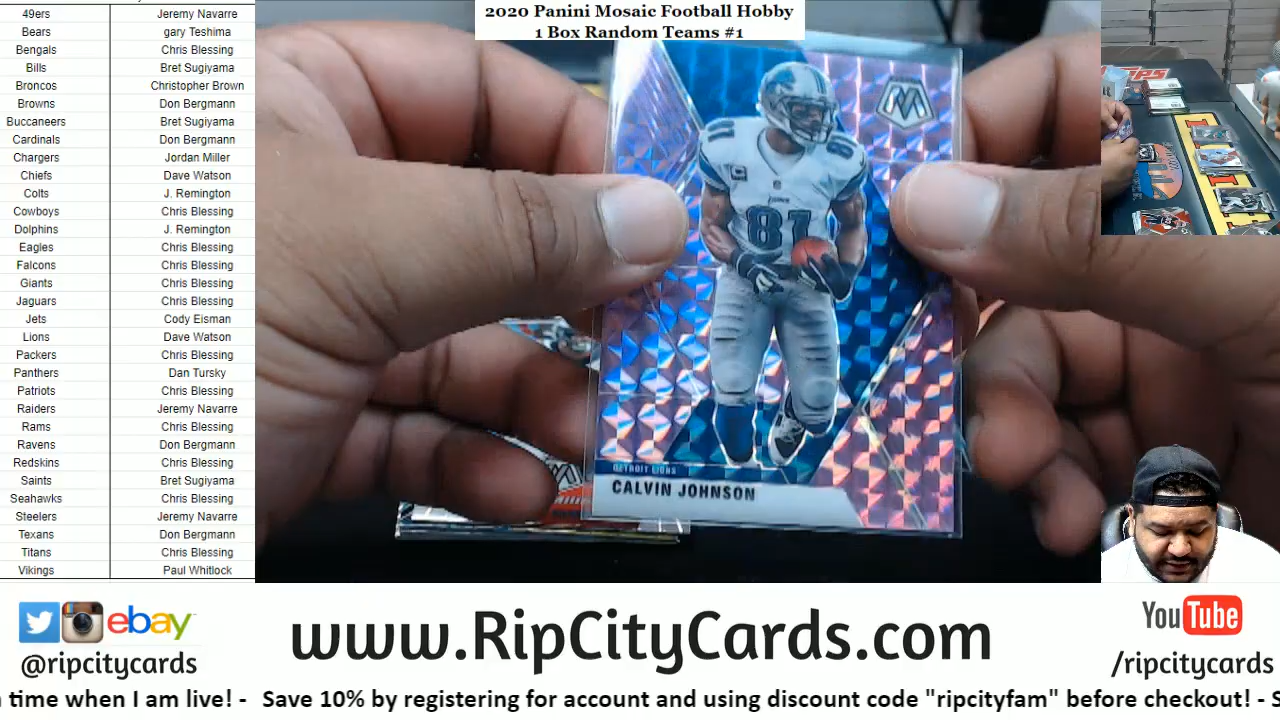 49ers Jeremy Navarre
Bears gary Teshima
Bengals Chris Blessing
Bills Bret Sugiyama
Broncos Christopher Brown
Browns Don Bergmann
Buccaneers Bret Sugiyama
Cardinals Don Bergmann
Chargers Jordan Miller
Chiefs Dave Watson
Colts J. Remington
Cowboys Chris Blessing
Dolphins J. Remington
Eagles Chris Blessing
Falcons Chris Blessing
Giants Chris Blessing
Jaguars Chris Blessing
Jets Cody Eisman
Lions Dave Watson
Packers Chris Blessing
Panthers Dan Tursky
Patriots Chris Blessing
Raiders Jeremy Navarre
Rams Chris Blessing
Ravens Don Bergmann
Redskins Chris Blessing
Saints Bret Sugiyama
Seahawks Chris Blessing
Steelers Jeremy Navarre
Texans Don Bergmann
Titans Chris Blessing
Vikings Paul Whitlock
2020 Panini Mosaic Football Hobby
1 Box Random Teams #1
81 81
81
DETROIT LIONS
CALVIN JOHNSON
ebay
@ripcitycards
www.RipCityCards.com
YouTube
/ripcitycards
time when I am live! - Save 10% by registering for account and using discount code "ripcityfam" before checkout! - S